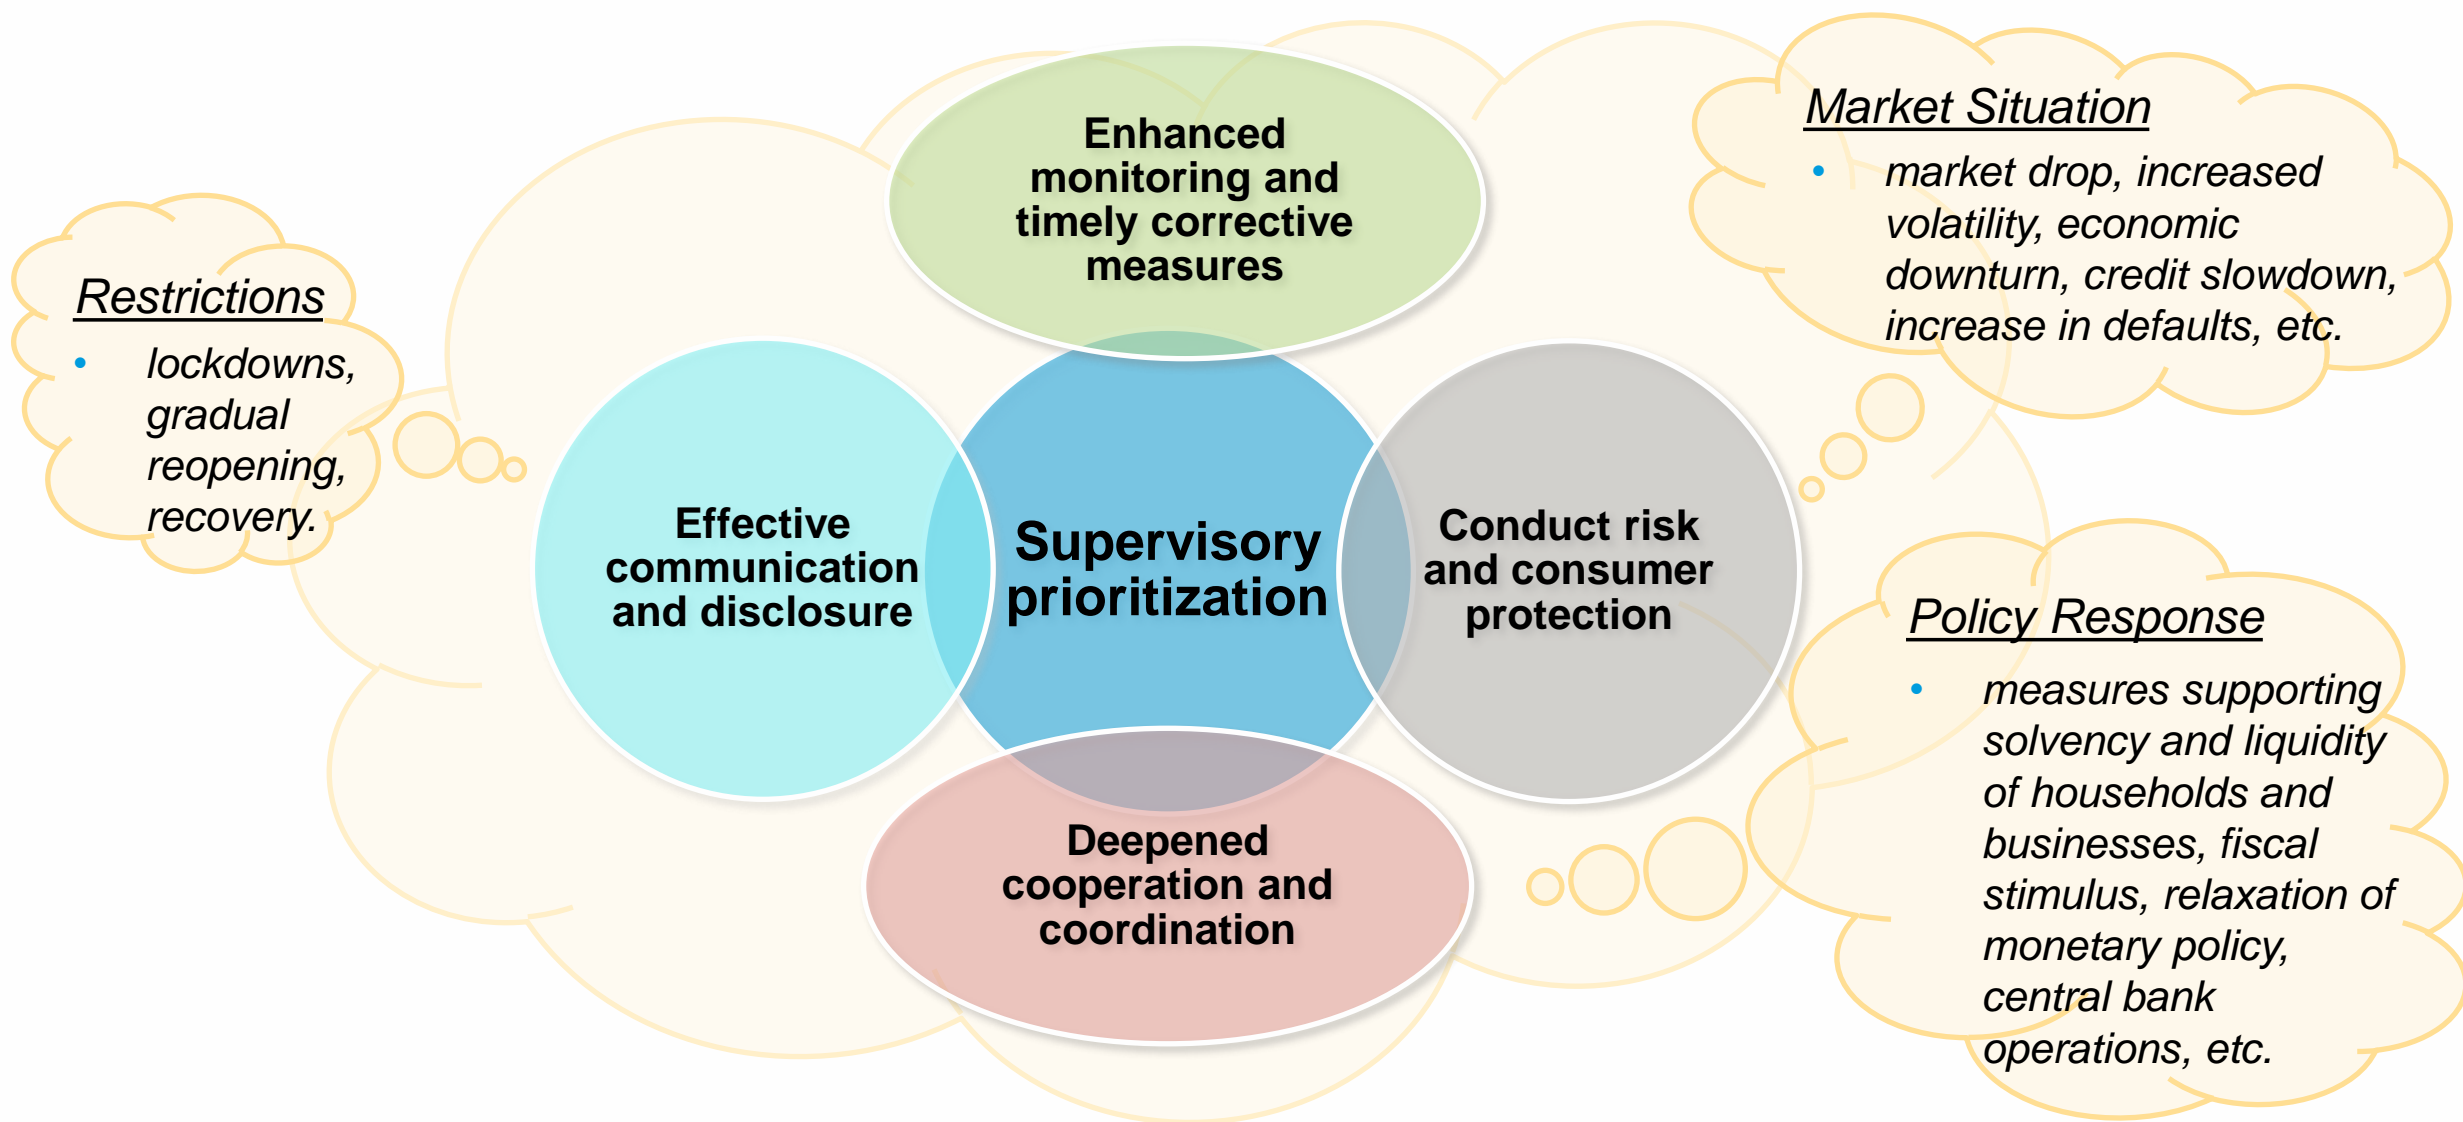 Restrictions
• lockdowns,
gradual
reopening,
recovery.
Enhanced
monitoring and
timely corrective
measures
Effective
communication
and disclosure
Supervisory
prioritization
Conduct risk
and consumer
protection
Deepened
cooperation and
coordination
Market Situation
• market drop, increased
volatility, economic
downturn, credit slowdown,
increase in defaults, etc.
Policy Response
• measures supporting
solvency and liquidity
of households and
businesses, fiscal
stimulus, relaxation of
monetary policy,
central bank
operations, etc.